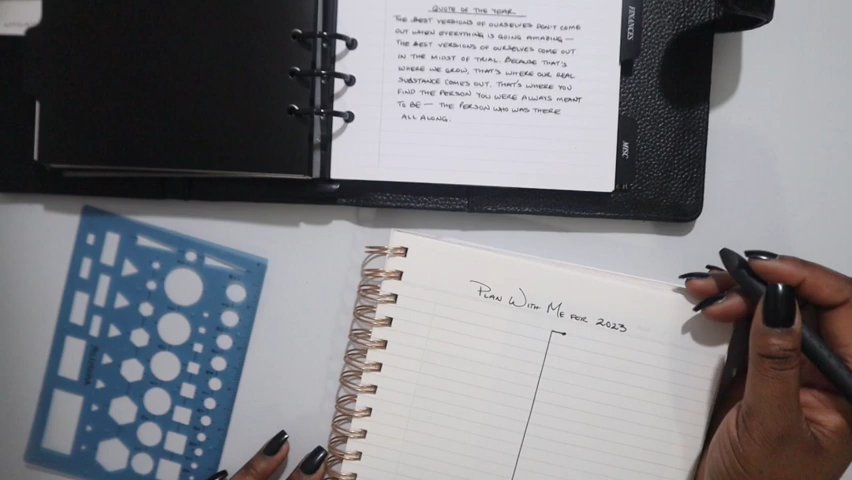 QUOTE OF THE YEAR
THE BEST VERSIONS OF OURSELVES DON'T COME
OUT WHEN EVERYTHING IS GOING AMAZING —
THE BEST VERSIONS OF OURSELVES COME OUT
IN THE MIDST OF TRIAL. BECAUSE THAT'S
WHERE WE GROW, THAT'S WHERE OUR REAL
SUBSTANCE COMES OUT. THAT'S WHERE YOU
FIND THE PERSON YOU WERE ALWAYS MEANT
TO BE — THE PERSON WHO WAS THERE
ALL ALONG.
FINANCES
MISC
PLAN WITH ME FOR 2023